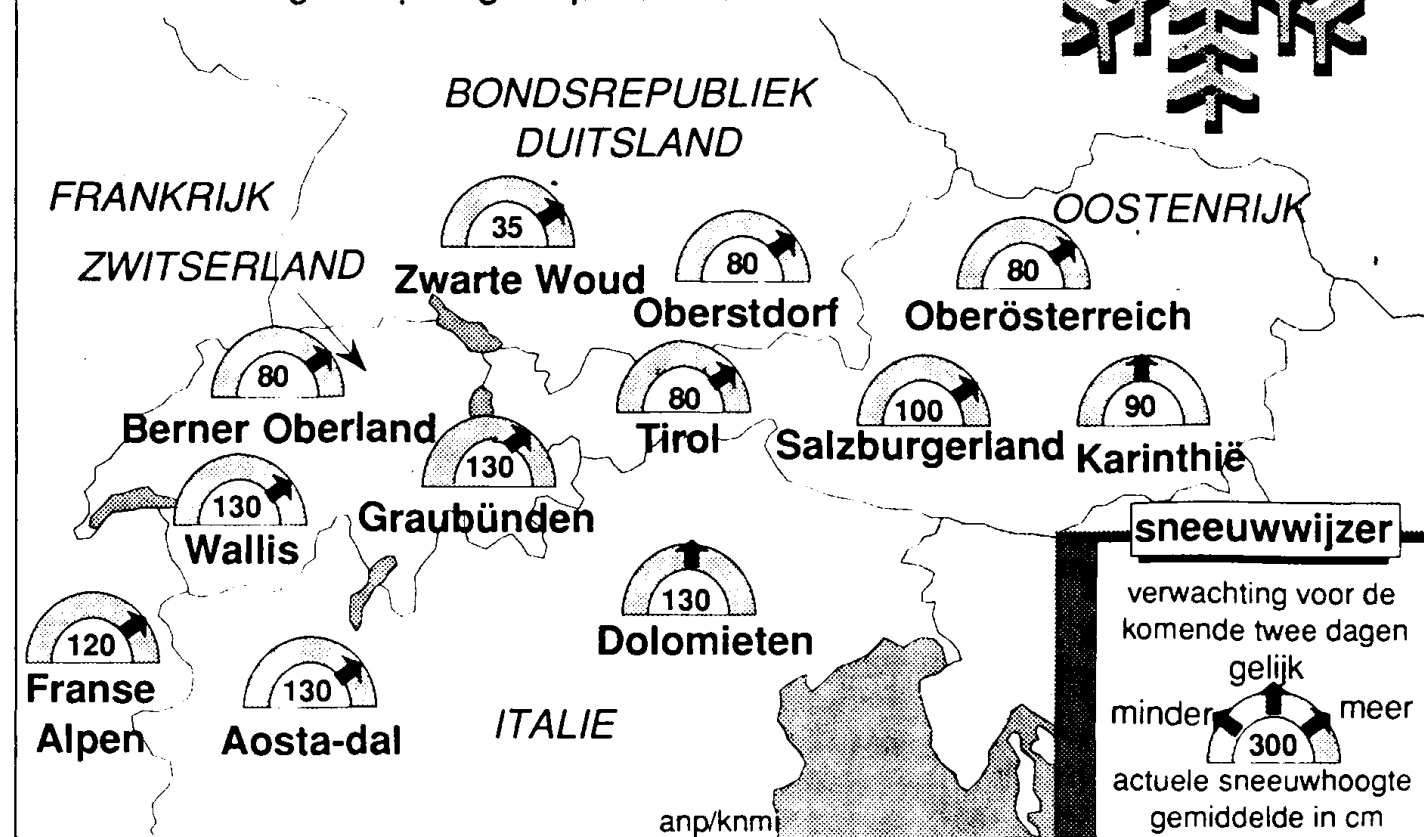 BONDSREPUBLIEK
DUITSLAND
FRANKRIJK
ZWITSERLAND
OOSTENRIJK
35
Zwarte Woud
80
Oberstdorf
80
Oberösterreich
80
Berner Oberland
80
Tirol
100
Salzburgerland
90
Karinthië
130
Graubünden
130
Wallis
130
Dolomieten
120
Franse
Alpen
130
Aosta-dal
ITALIE
anp/knmi
sneeuwwijzer
verwachting voor de
komende twee dagen
gelijk
minder meer
300
actuele sneeuwhoogte
gemiddelde in cm